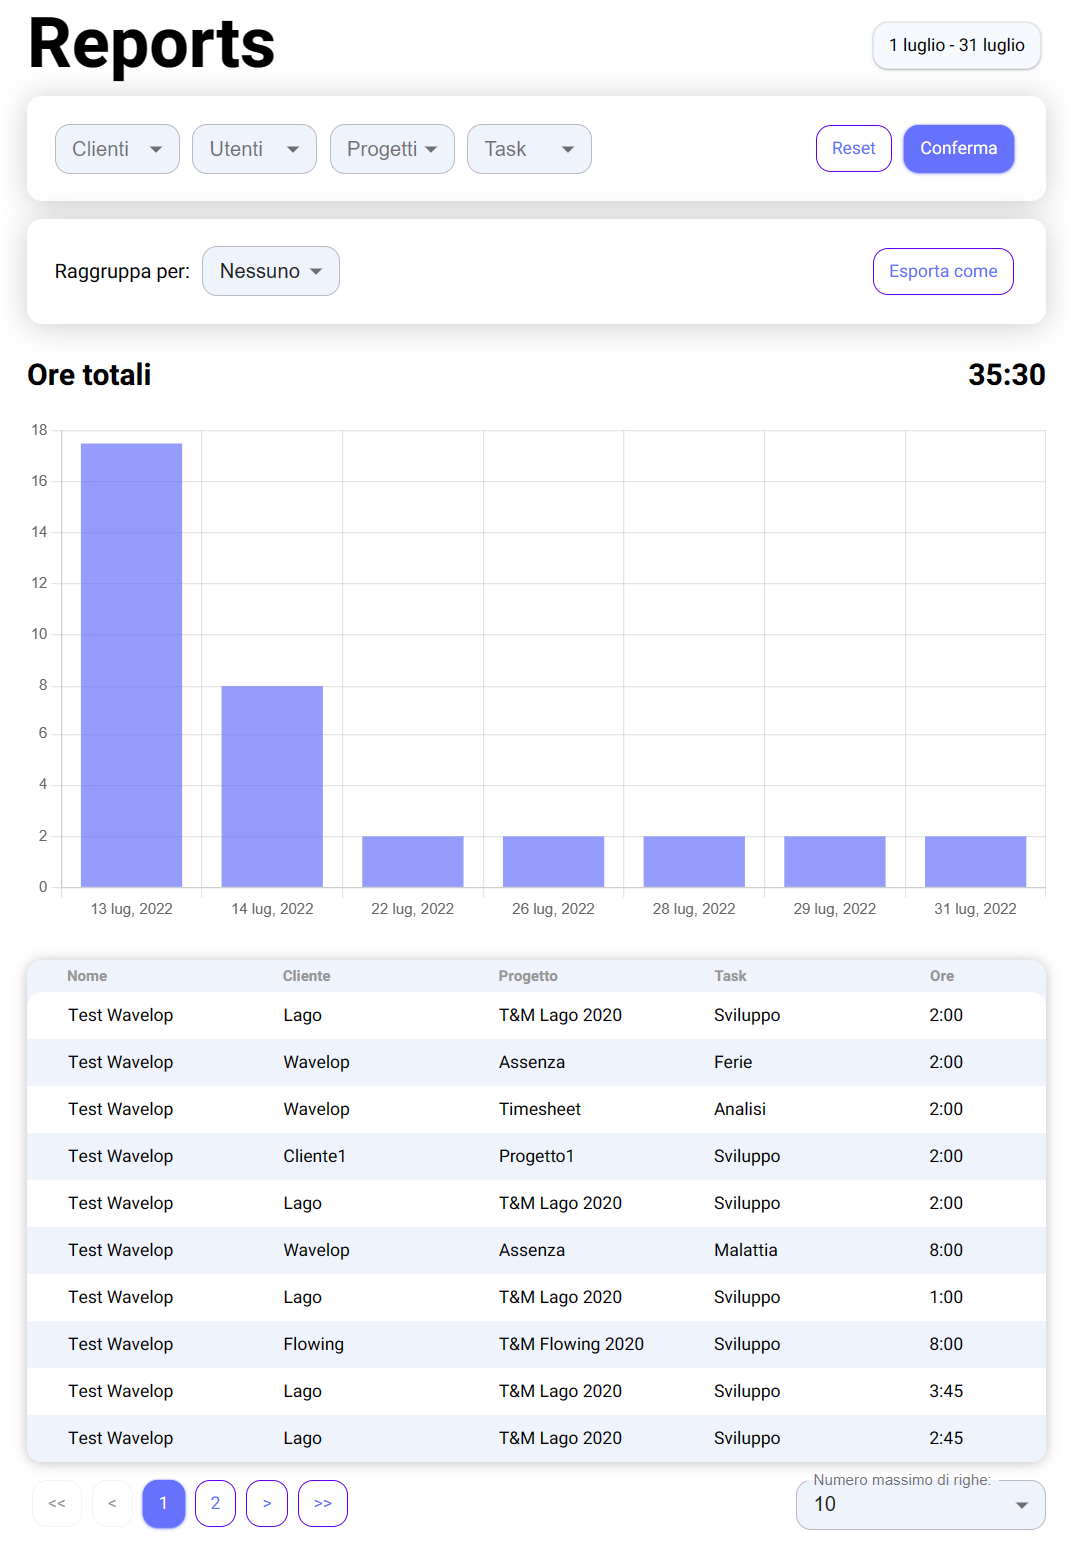 Reports
1 luglio - 31 luglio
Clienti Utenti Progetti Task Reset Conferma
Raggruppa per: Nessuno Esporta come
Ore totali 35:30
18
16
14
12
10
8
6
4
2
0
13 lug, 2022 14 lug, 2022 22 lug, 2022 26 lug, 2022 28 lug, 2022 29 lug, 2022 31 lug, 2022
Nome Cliente Progetto Task Ore
Test Wavelop Lago T&M Lago 2020 Sviluppo 2:00
Test Wavelop Wavelop Assenza Ferie 2:00
Test Wavelop Wavelop Timesheet Analisi 2:00
Test Wavelop Cliente1 Progetto1 Sviluppo 2:00
Test Wavelop Lago T&M Lago 2020 Sviluppo 2:00
Test Wavelop Wavelop Assenza Malattia 8:00
Test Wavelop Lago T&M Lago 2020 Sviluppo 1:00
Test Wavelop Flowing T&M Flowing 2020 Sviluppo 8:00
Test Wavelop Lago T&M Lago 2020 Sviluppo 3:45
Test Wavelop Lago T&M Lago 2020 Sviluppo 2:45
Numero massimo di righe:
<< < 1 2 > >> 10